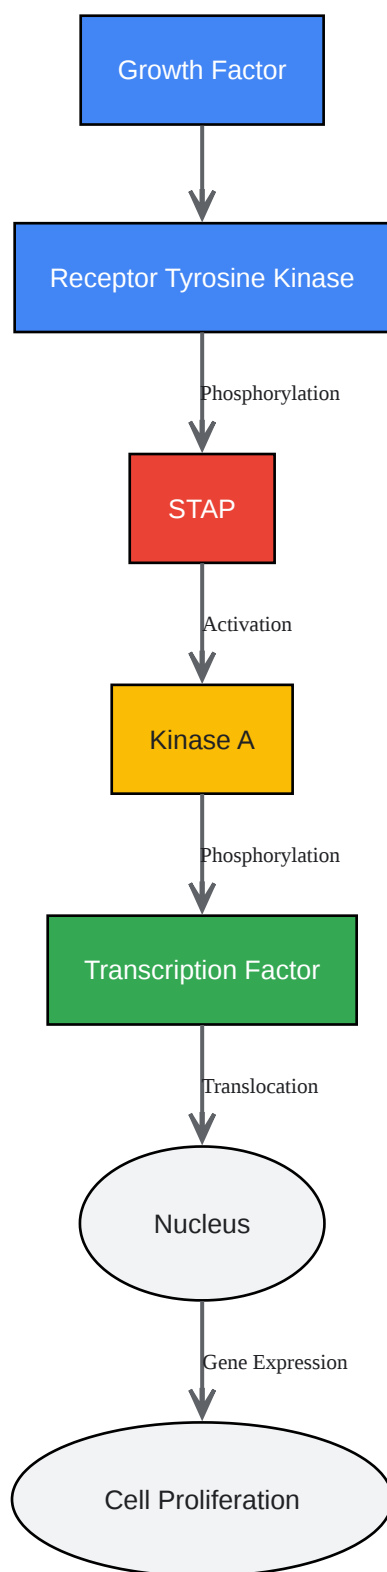 Growth Factor
Receptor Tyrosine Kinase
Phosphorylation
STAP
Activation
Kinase A
Phosphorylation
Transcription Factor
Translocation
Nucleus
Gene Expression
Cell Proliferation